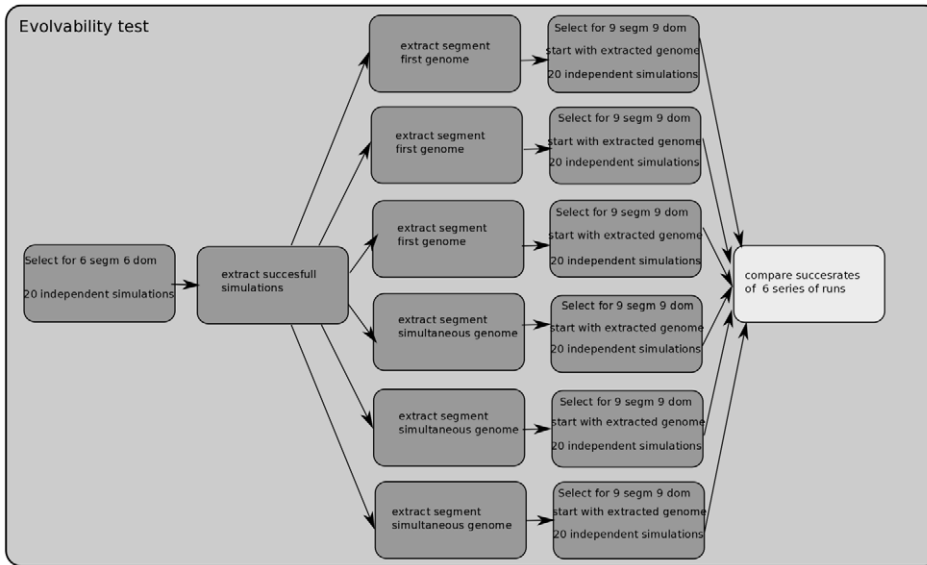 Evolvability test
Select for 6 segm 6 dom
20 independent simulations
extract succesfull
simulations
extract segment
first genome
Select for 9 segm 9 dom
start with extracted genome
20 independent simulations
extract segment
first genome
Select for 9 segm 9 dom
start with extracted genome
20 independent simulations
extract segment
first genome
Select for 9 segm 9 dom
start with extracted genome
20 independent simulations
extract segment
simultaneous genome
Select for 9 segm 9 dom
start with extracted genome
20 independent simulations
extract segment
simultaneous genome
Select for 9 segm 9 dom
start with extracted genome
20 independent simulations
extract segment
simultaneous genome
Select for 9 segm 9 dom
start with extracted genome
20 independent simulations
compare succesrates
of 6 series of runs